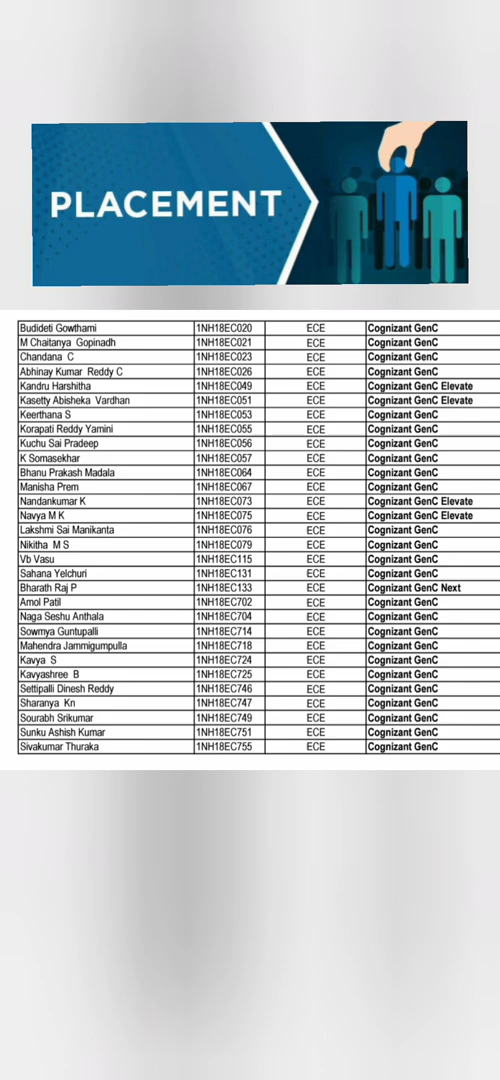 PLACEMENT
Budideti Gowthami 1NH18EC020 ECE Cognizant GenC
M Chaitanya Gopinadh 1NH18EC021 ECE Cognizant GenC
Chandana C 1NH18EC023 ECE Cognizant GenC
Abhinay Kumar Reddy C 1NH18EC026 ECE Cognizant GenC
Kandru Harshitha 1NH18EC049 ECE Cognizant GenC Elevate
Kasetty Abisheka Vardhan 1NH18EC051 ECE Cognizant GenC Elevate
Keerthana S 1NH18EC053 ECE Cognizant GenC
Korapati Reddy Yamini 1NH18EC055 ECE Cognizant GenC
Kuchu Sai Pradeep 1NH18EC056 ECE Cognizant GenC
K Somasekhar 1NH18EC057 ECE Cognizant GenC
Bhanu Prakash Madala 1NH18EC064 ECE Cognizant GenC
Manisha Prem 1NH18EC067 ECE Cognizant GenC
Nandankumar K 1NH18EC073 ECE Cognizant GenC Elevate
Navya M K 1NH18EC075 ECE Cognizant GenC Elevate
Lakshmi Sai Manikanta 1NH18EC076 ECE Cognizant GenC
Nikitha M S 1NH18EC079 ECE Cognizant GenC
Vb Vasu 1NH18EC115 ECE Cognizant GenC
Sahana Yelchuri 1NH18EC131 ECE Cognizant GenC
Bharath Raj P 1NH18EC133 ECE Cognizant GenC Next
Amol Patil 1NH18EC702 ECE Cognizant GenC
Naga Seshu Anthala 1NH18EC704 ECE Cognizant GenC
Sowmya Guntupalli 1NH18EC714 ECE Cognizant GenC
Mahendra Jammigumpulla 1NH18EC718 ECE Cognizant GenC
Kavya S 1NH18EC724 ECE Cognizant GenC
Kavyashree B 1NH18EC725 ECE Cognizant GenC
Settipalli Dinesh Reddy 1NH18EC746 ECE Cognizant GenC
Sharanya Kn 1NH18EC747 ECE Cognizant GenC
Sourabh Srikumar 1NH18EC749 ECE Cognizant GenC
Sunku Ashish Kumar 1NH18EC751 ECE Cognizant GenC
Sivakumar Thuraka 1NH18EC755 ECE Cognizant GenC